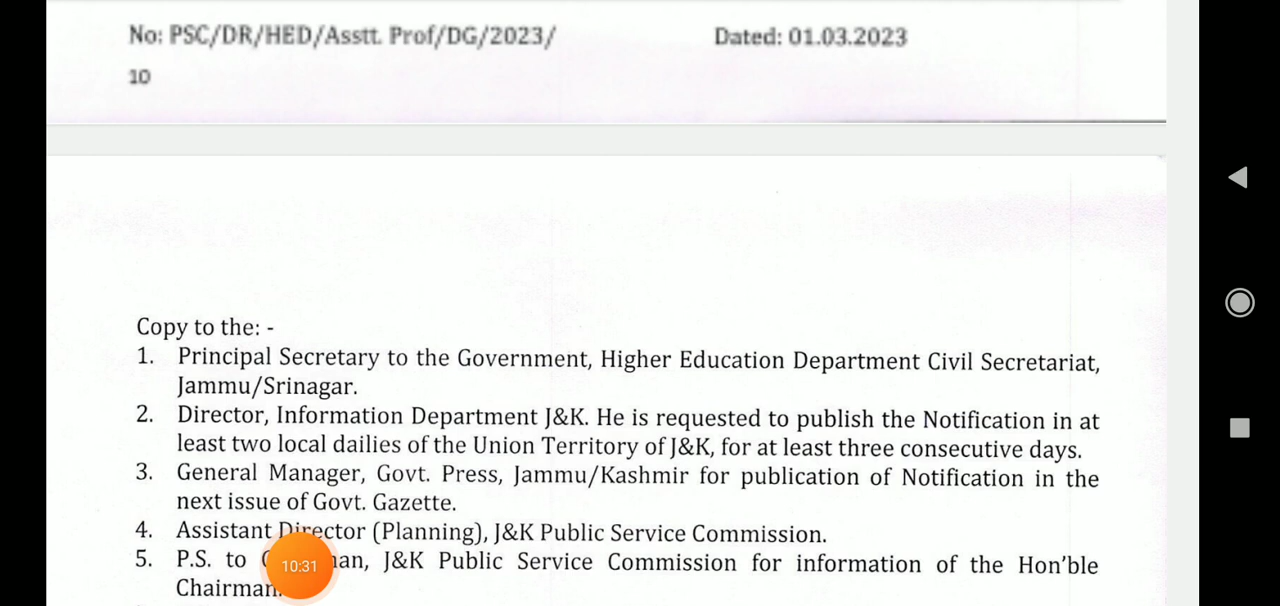 No: PSC/DR/HED/Asstt. Prof/DG/2023/ Dated: 01.03.2023
10
Copy to the: -
1. Principal Secretary to the Government, Higher Education Department Civil Secretariat,
Jammu/Srinagar.
2. Director, Information Department J&K. He is requested to publish the Notification in at
least two local dailies of the Union Territory of J&K, for at least three consecutive days.
3. General Manager, Govt. Press, Jammu/Kashmir for publication of Notification in the
next issue of Govt. Gazette.
4. Assistant Director (Planning), J&K Public Service Commission.
5. P.S. to J&K Public Service Commission for information of the Hon'ble
Chairman.
10:31